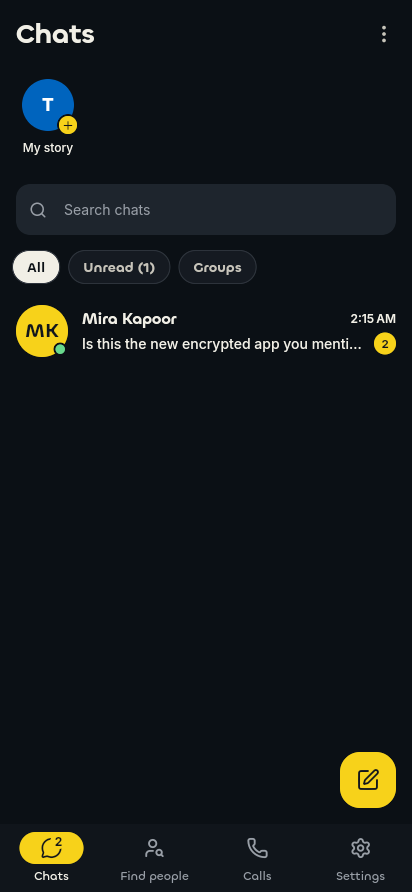 Chats
T
My story
Search chats
All
Unread (1)
Groups
MK
Mira Kapoor
2:15 AM
Is this the new encrypted app you menti...
2
2
Chats
Find people
Calls
Settings